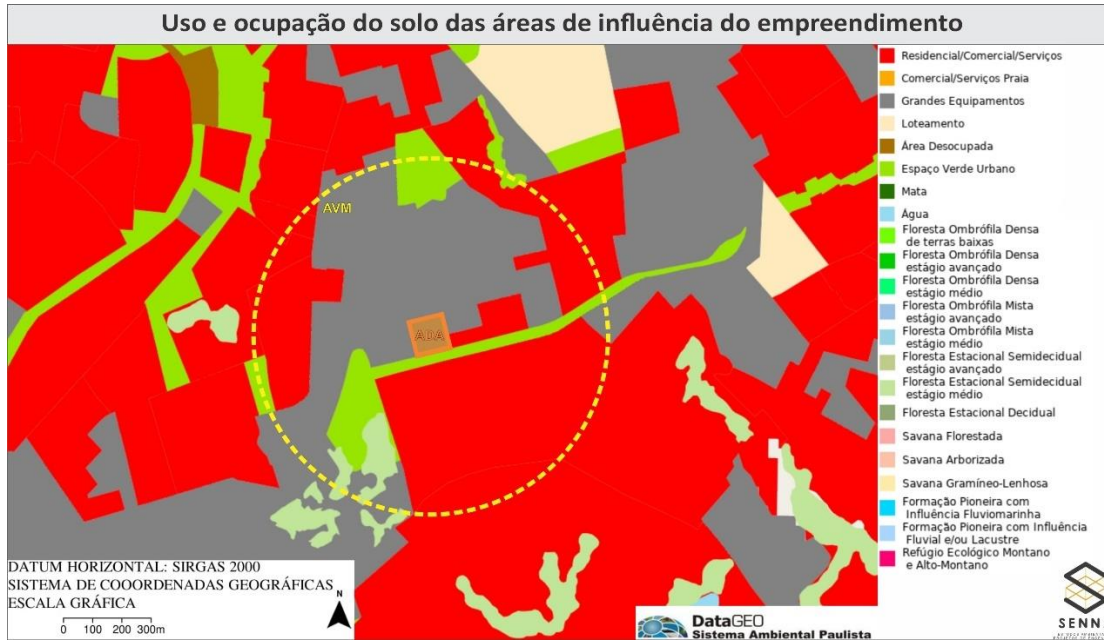 Uso e ocupação do solo das áreas de influência do empreendimento
AVM
ADA
Residencial/Comercial/Serviços
Comercial/Serviços Praia
Grandes Equipamentos
Loteamento
Área Desocupada
Espaço Verde Urbano
Mata
Água
Floresta Ombrófila Densa
de terras baixas
Floresta Ombrófila Densa
estágio avançado
Floresta Ombrófila Densa
estágio médio
Floresta Ombrófila Mista
estágio avançado
Floresta Ombrófila Mista
estágio médio
Floresta Estacional Semidecidual
estágio avançado
Floresta Estacional Semidecidual
estágio médio
Floresta Estacional Decidual
Savana Florestada
Savana Arborizada
Savana Gramíneo-Lenhosa
Formação Pioneira com
Influência Fluviomarinha
Formação Pioneira com Influência
Fluvial e/ou Lacustre
Refúgio Ecológico Montano
e Alto-Montano
DATUM HORIZONTAL: SIRGAS 2000
SISTEMA DE COOORDENADAS GEOGRÁFICAS
ESCALA GRÁFICA
0 100 200 300m
N
DataGEO
Sistema Ambiental Paulista
SENN